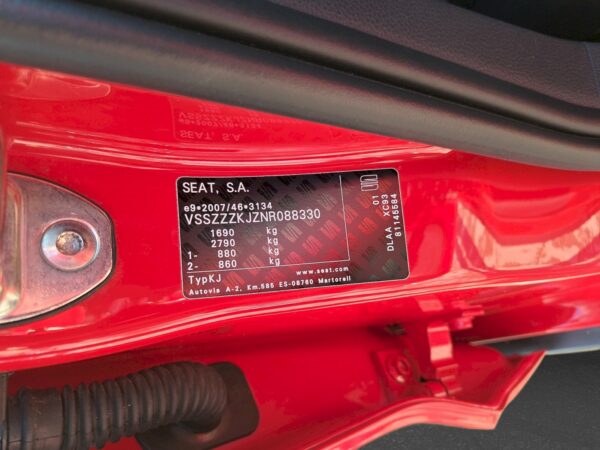 SEAT, S.A.
e9*2007/46*3134
VSSZZZKJZNR088330
1690 kg
2790 kg
1- 880 kg
2- 860 kg
TypKJ
www.seat.com
Autovia A-2, Km.585 ES-08760 Martorell
01
DLAA XC93
81145584